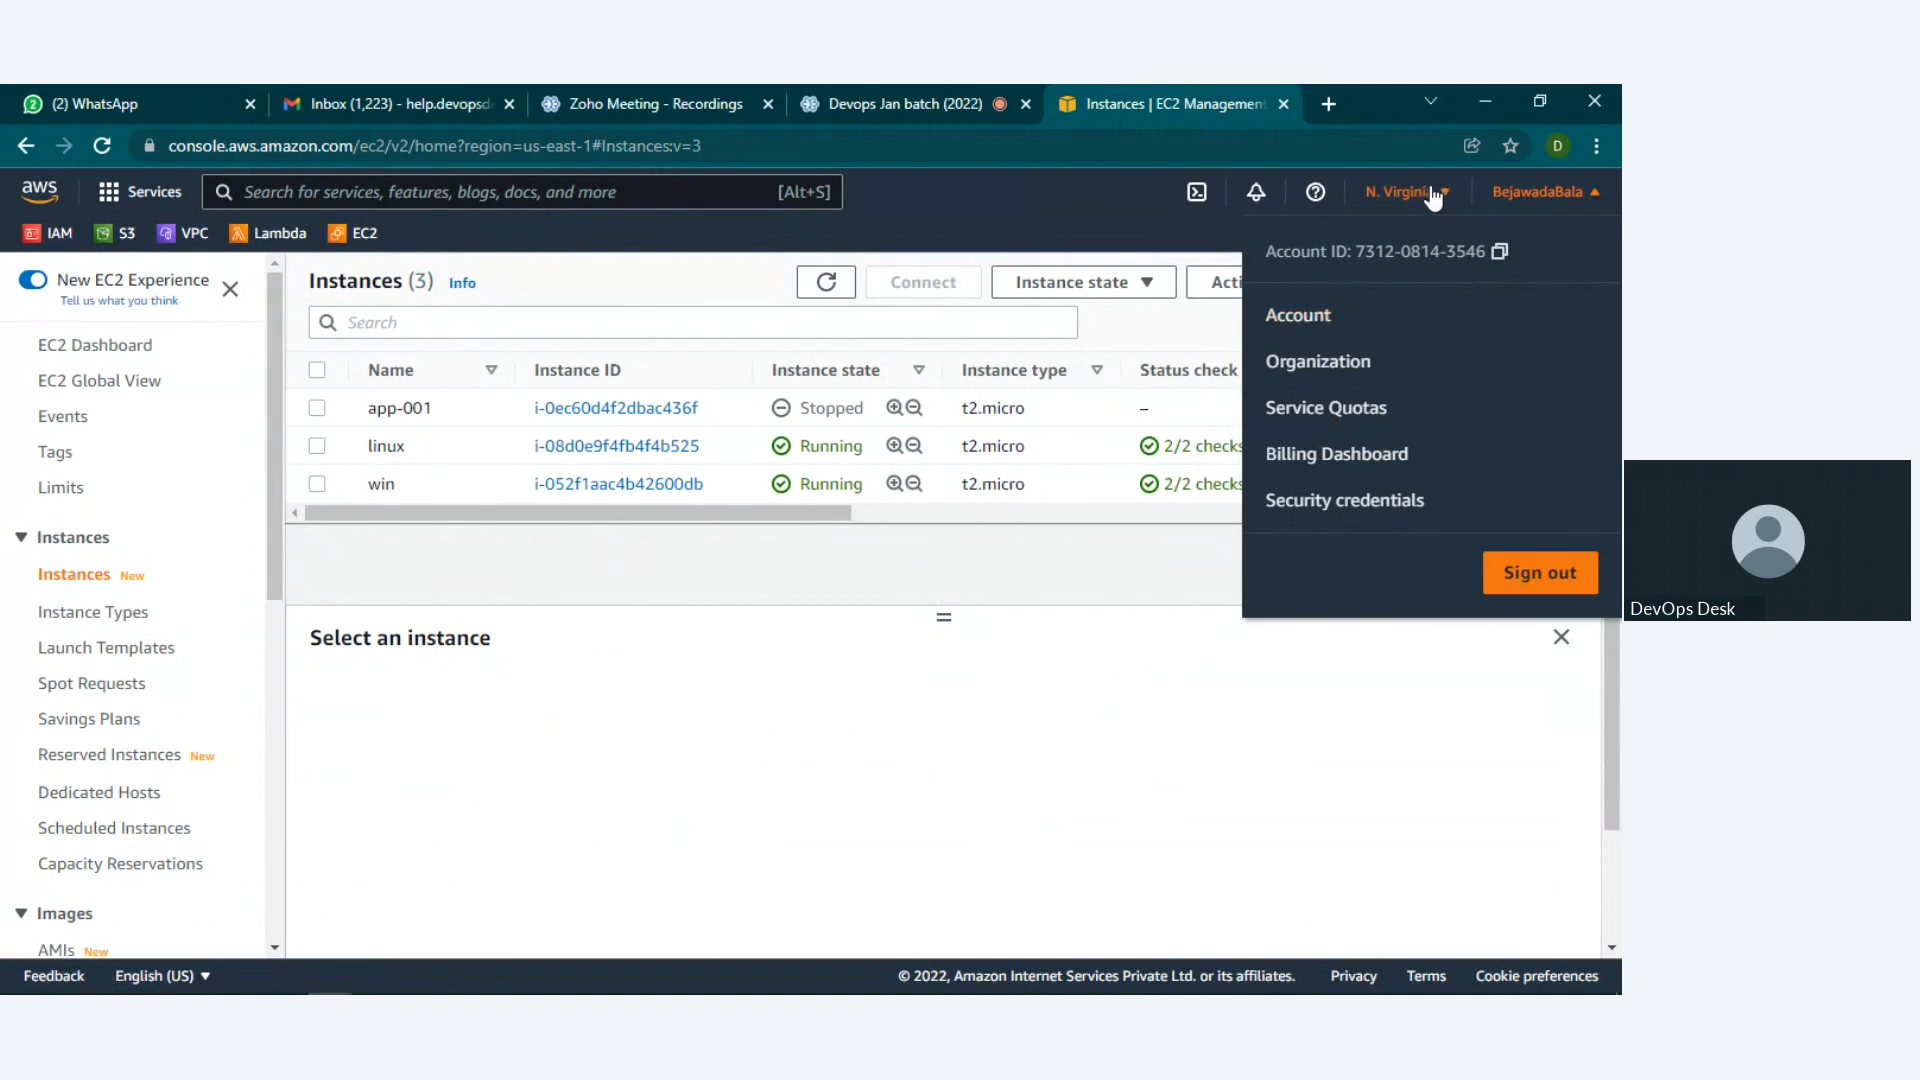 (2) WhatsApp
Inbox (1,223) - help.devopsd
Zoho Meeting - Recordings
Devops Jan batch (2022)
Instances | EC2 Management
console.aws.amazon.com/ec2/v2/home?region=us-east-1#Instances:v=3
D
aws
Services
Search for services, features, blogs, docs, and more
[Alt+S]
N. Virginia
BejawadaBala
IAM
S3
VPC
Lambda
EC2
Account ID: 7312-0814-3546
Account
Organization
Service Quotas
Billing Dashboard
Security credentials
Sign out
New EC2 Experience
Tell us what you think
EC2 Dashboard
EC2 Global View
Events
Tags
Limits
Instances
Instances New
Instance Types
Launch Templates
Spot Requests
Savings Plans
Reserved Instances New
Dedicated Hosts
Scheduled Instances
Capacity Reservations
Images
AMIs New
Instances (3) Info
Connect
Instance state
Acti
Search
Name Instance ID Instance state Instance type Status check
app-001 i-0ec60d4f2dbac436f Stopped t2.micro –
linux i-08d0e9f4fb4f4b525 Running t2.micro 2/2 checks
win i-052f1aac4b42600db Running t2.micro 2/2 checks
Select an instance
DevOps Desk
Feedback
English (US)
© 2022, Amazon Internet Services Private Ltd. or its affiliates.
Privacy
Terms
Cookie preferences